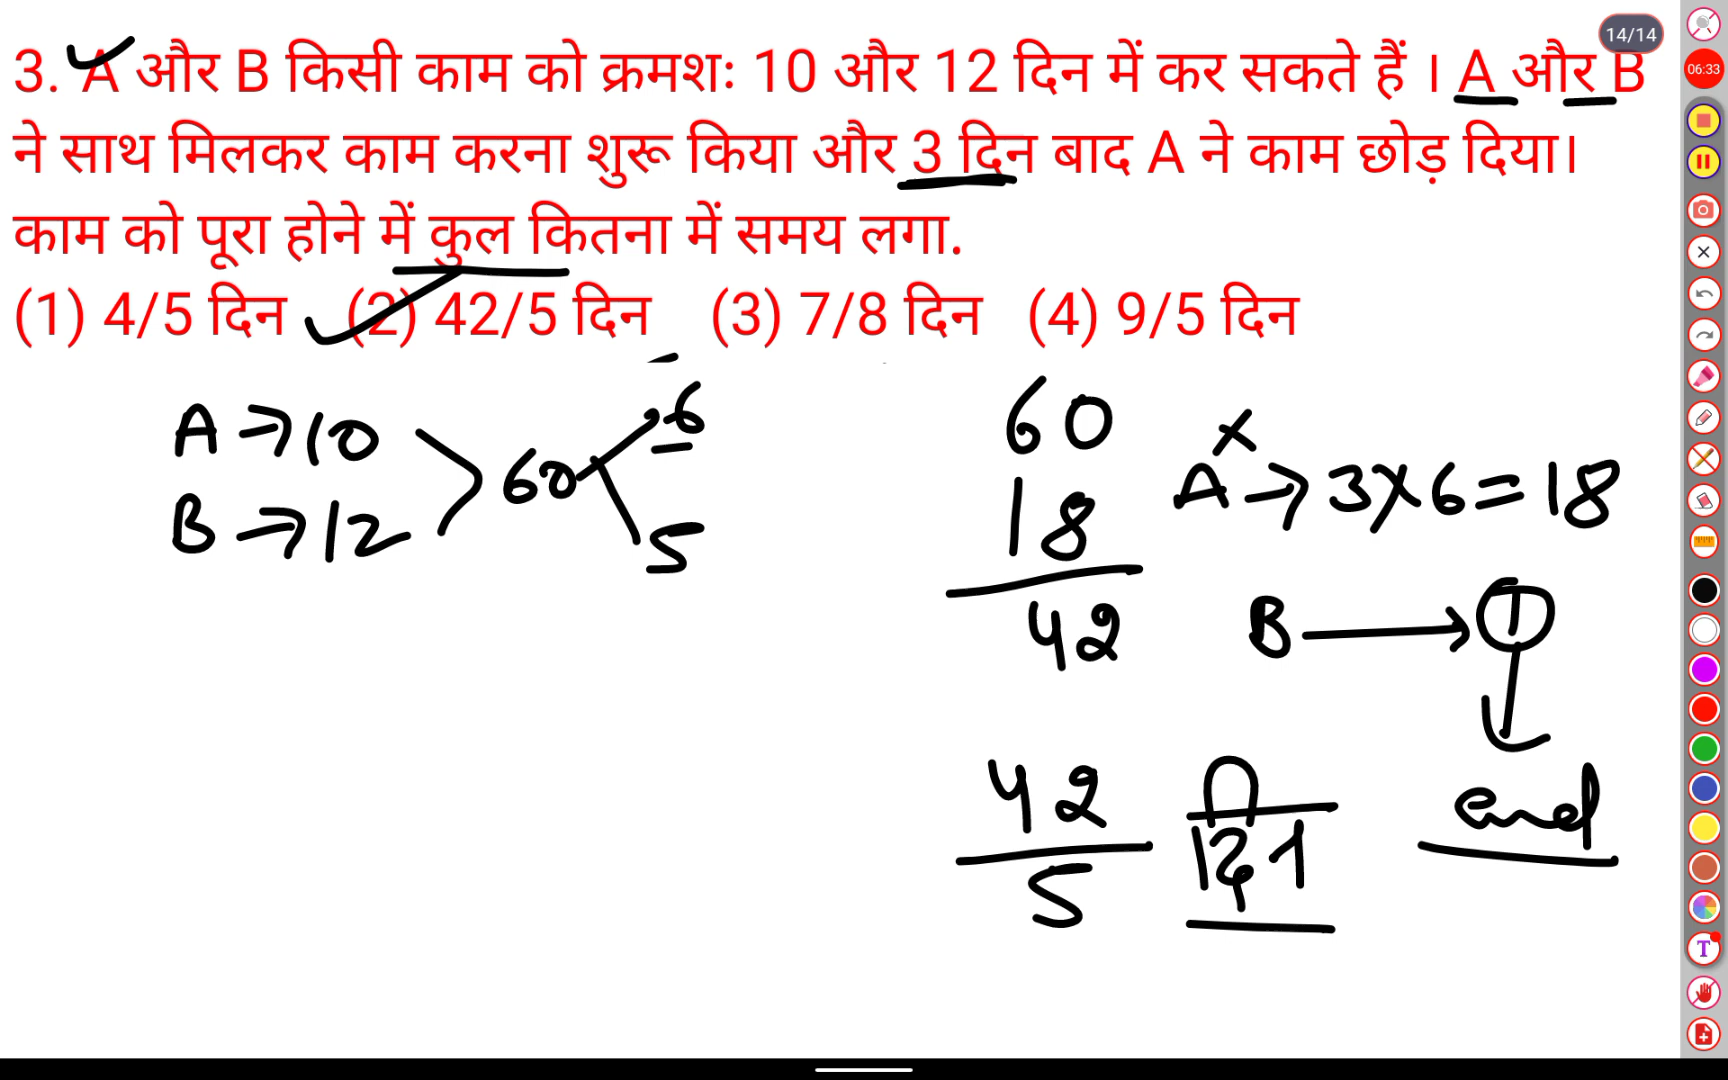 14/14
06:33
3. A और B किसी काम को क्रमशः 10 और 12 दिन में कर सकते हैं । A और B
ने साथ मिलकर काम करना शुरू किया और 3 दिन बाद A ने काम छोड़ दिया।
काम को पूरा होने में कुल कितना में समय लगा.
(1) 4/5 दिन (2) 42/5 दिन (3) 7/8 दिन (4) 9/5 दिन
A → 10
B → 12
60
6
5
60
18
42
A → 3×6=18
B → T
end
42
5
T